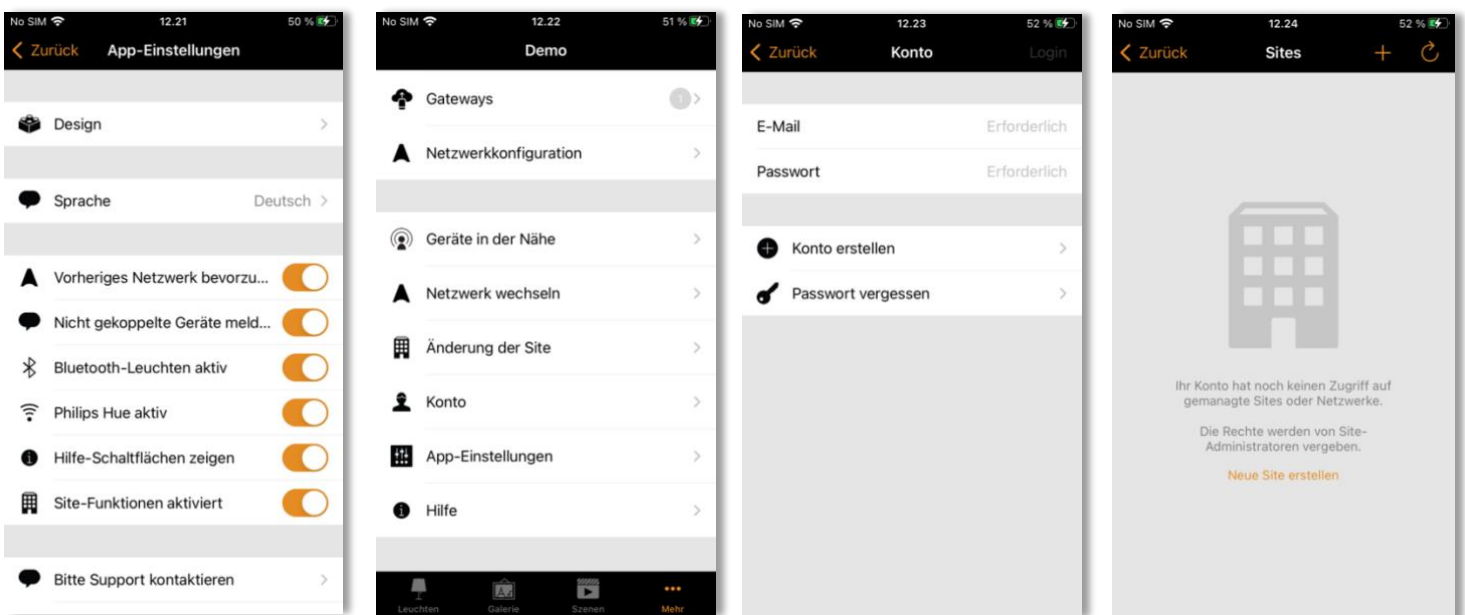 No SIM 12.21 50 %
Zurück App-Einstellungen
Design
Sprache Deutsch
Vorheriges Netzwerk bevorzu...
Nicht gekoppelte Geräte meld...
Bluetooth-Leuchten aktiv
Philips Hue aktiv
Hilfe-Schaltflächen zeigen
Site-Funktionen aktiviert
Bitte Support kontaktieren
No SIM 12.22 51 %
Demo
Gateways 1
Netzwerkkonfiguration
Geräte in der Nähe
Netzwerk wechseln
Änderung der Site
Konto
App-Einstellungen
Hilfe
Leuchten Galerie Szenen Mehr
No SIM 12.23 52 %
Zurück Konto Login
E-Mail Erforderlich
Passwort Erforderlich
Konto erstellen
Passwort vergessen
No SIM 12.24 52 %
Zurück Sites
Ihr Konto hat noch keinen Zugriff auf
gemanagte Sites oder Netzwerke.
Die Rechte werden von Site-
Administratoren vergeben.
Neue Site erstellen